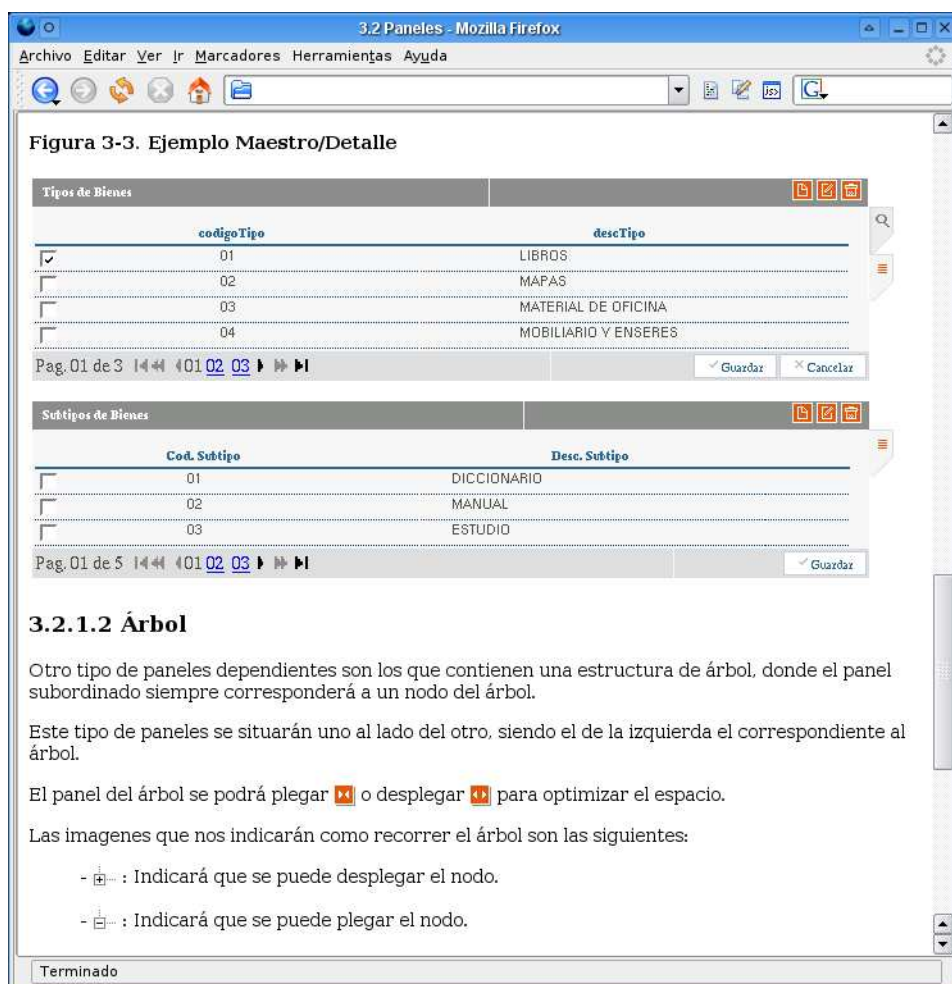 3.2 Paneles - Mozilla Firefox
Archivo Editar Ver Ir Marcadores Herramientas Ayuda
Figura 3-3. Ejemplo Maestro/Detalle
Tipos de Bienes
codigoTipo descTipo
01 LIBROS
02 MAPAS
03 MATERIAL DE OFICINA
04 MOBILIARIO Y ENSERES
Pag. 01 de 3 01 02 03 Guardar Cancelar
Subtipos de Bienes
Cod. Subtipo Desc. Subtipo
01 DICCIONARIO
02 MANUAL
03 ESTUDIO
Pag. 01 de 5 01 02 03 Guardar
3.2.1.2 Árbol
Otro tipo de paneles dependientes son los que contienen una estructura de árbol, donde el panel
subordinado siempre corresponderá a un nodo del árbol.
Este tipo de paneles se situarán uno al lado del otro, siendo el de la izquierda el correspondiente al
árbol.
El panel del árbol se podrá plegar o desplegar para optimizar el espacio.
Las imagenes que nos indicarán como recorrer el árbol son las siguientes:
- : Indicará que se puede desplegar el nodo.
- : Indicará que se puede plegar el nodo.
Terminado